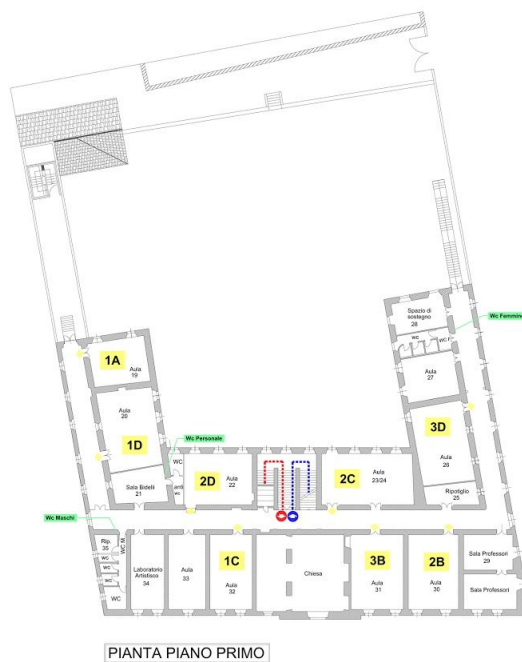 Spazio di
sostegno
28
Wc Femmine
WC
WC F.
1A
Aula
19
Aula
27
Aula
20
3D
1D
Wc Personale
WC
2D
Aula
22
2C
Aula
23/24
Aula
26
Sala Bidelli
21
anti
wc
Ripotiglio
25
Wc Maschi
Rip.
35
WC M.
WC
WC
WC
WC
Laboratorio
Artistisco
34
Aula
33
1C
Aula
32
Chiesa
3B
Aula
31
2B
Aula
30
Sala Professori
29
Sala Professori
PIANTA PIANO PRIMO